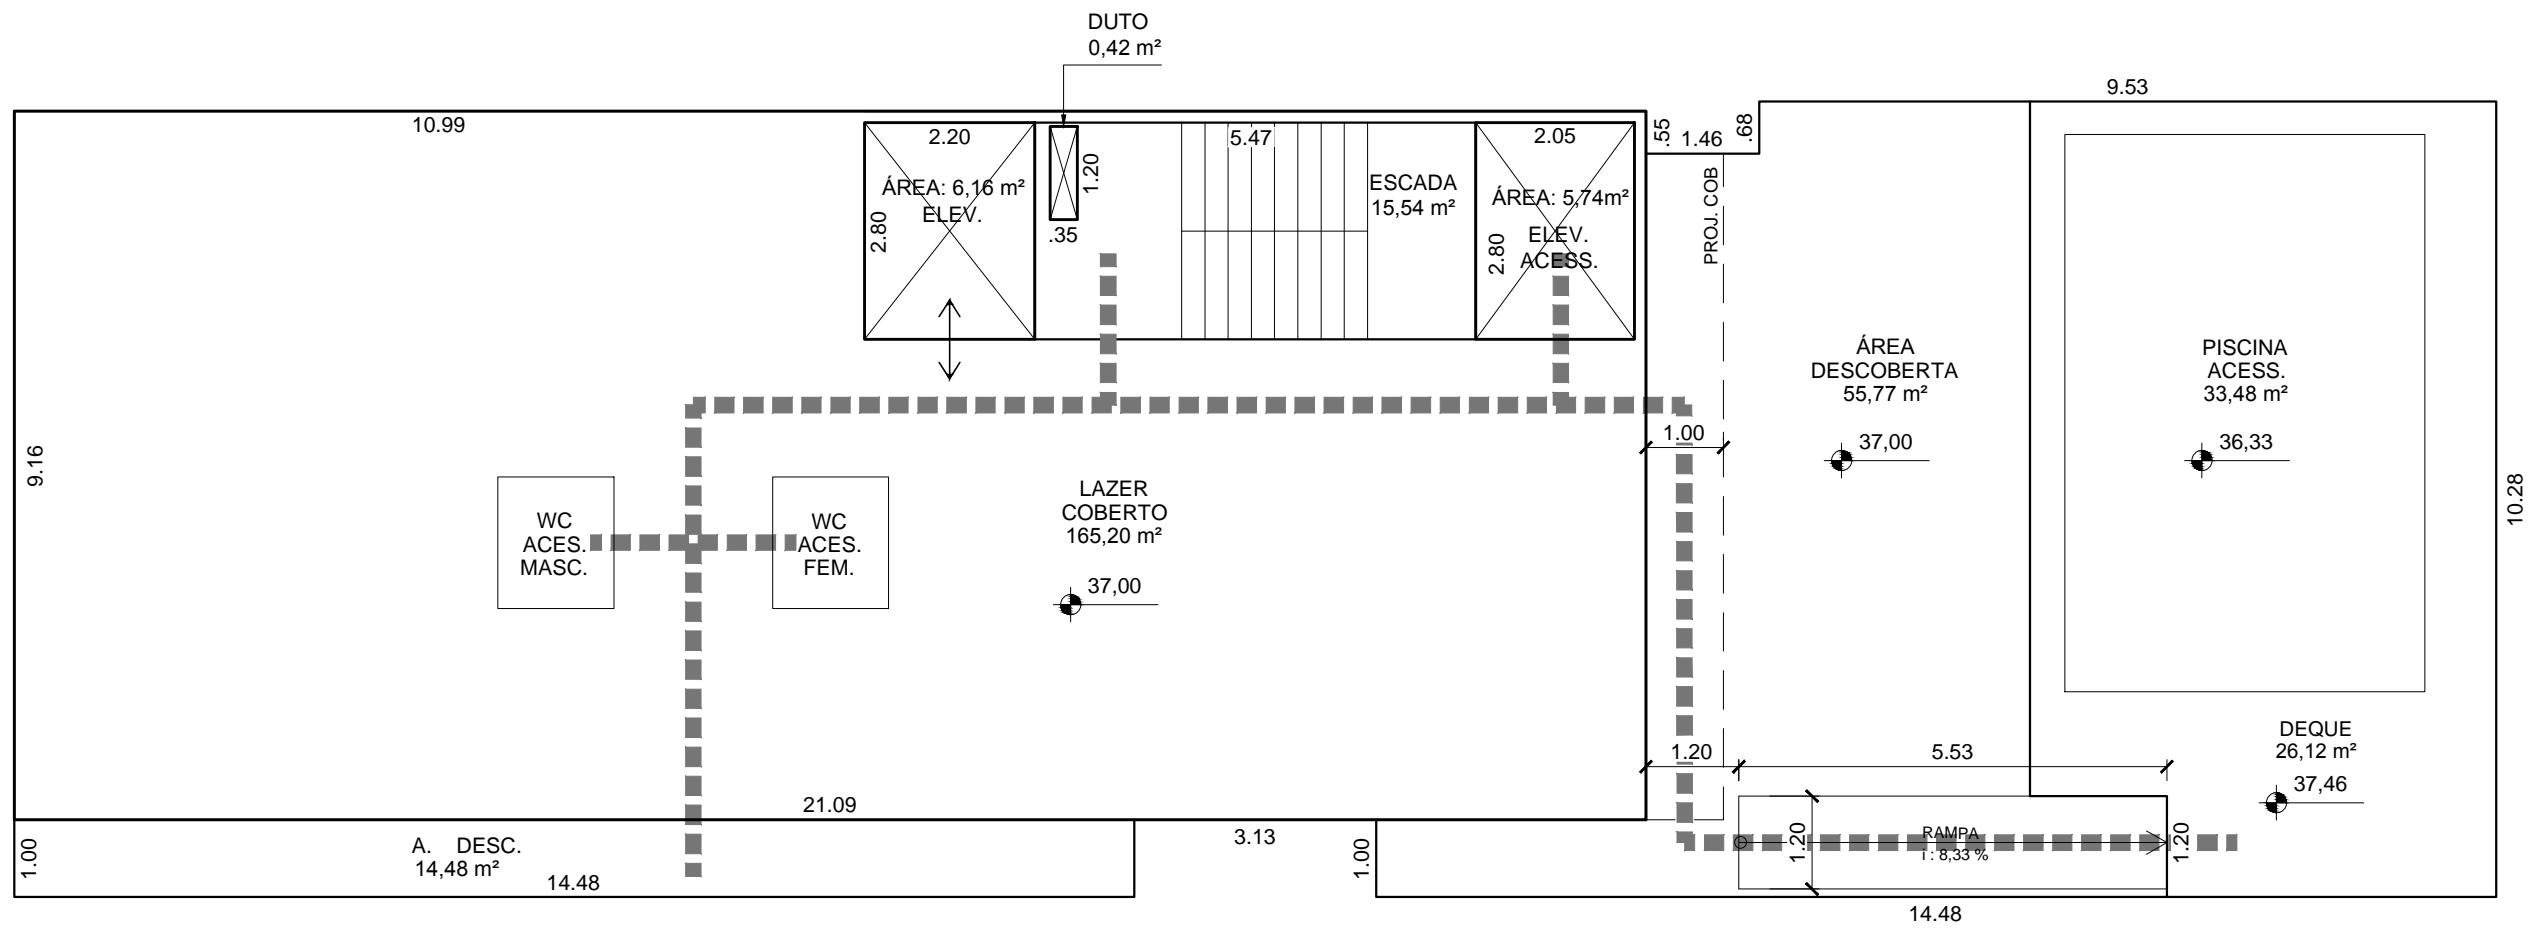 DUTO
0,42 m²
9.53
10.99
2.20
5.47
2.05
.55
1.46
.68
1.20
ÁREA: 6,16 m²
ELEV.
2.80
.35
ESCADA
15,54 m²
ÁREA: 5,74m²
ELEV.
ACESS.
2.80
PROJ. COB
ÁREA
DESCOBERTA
55,77 m²
37,00
PISCINA
ACESS.
33,48 m²
36,33
9.16
1.00
10.28
WC
ACES.
MASC.
WC
ACES.
FEM.
LAZER
COBERTO
165,20 m²
37,00
DEQUE
26,12 m²
37,46
1.20
5.53
21.09
3.13
1.00
A. DESC.
14,48 m²
14.48
1.00
1.20
RAMPA
i : 8,33 %
1.20
14.48